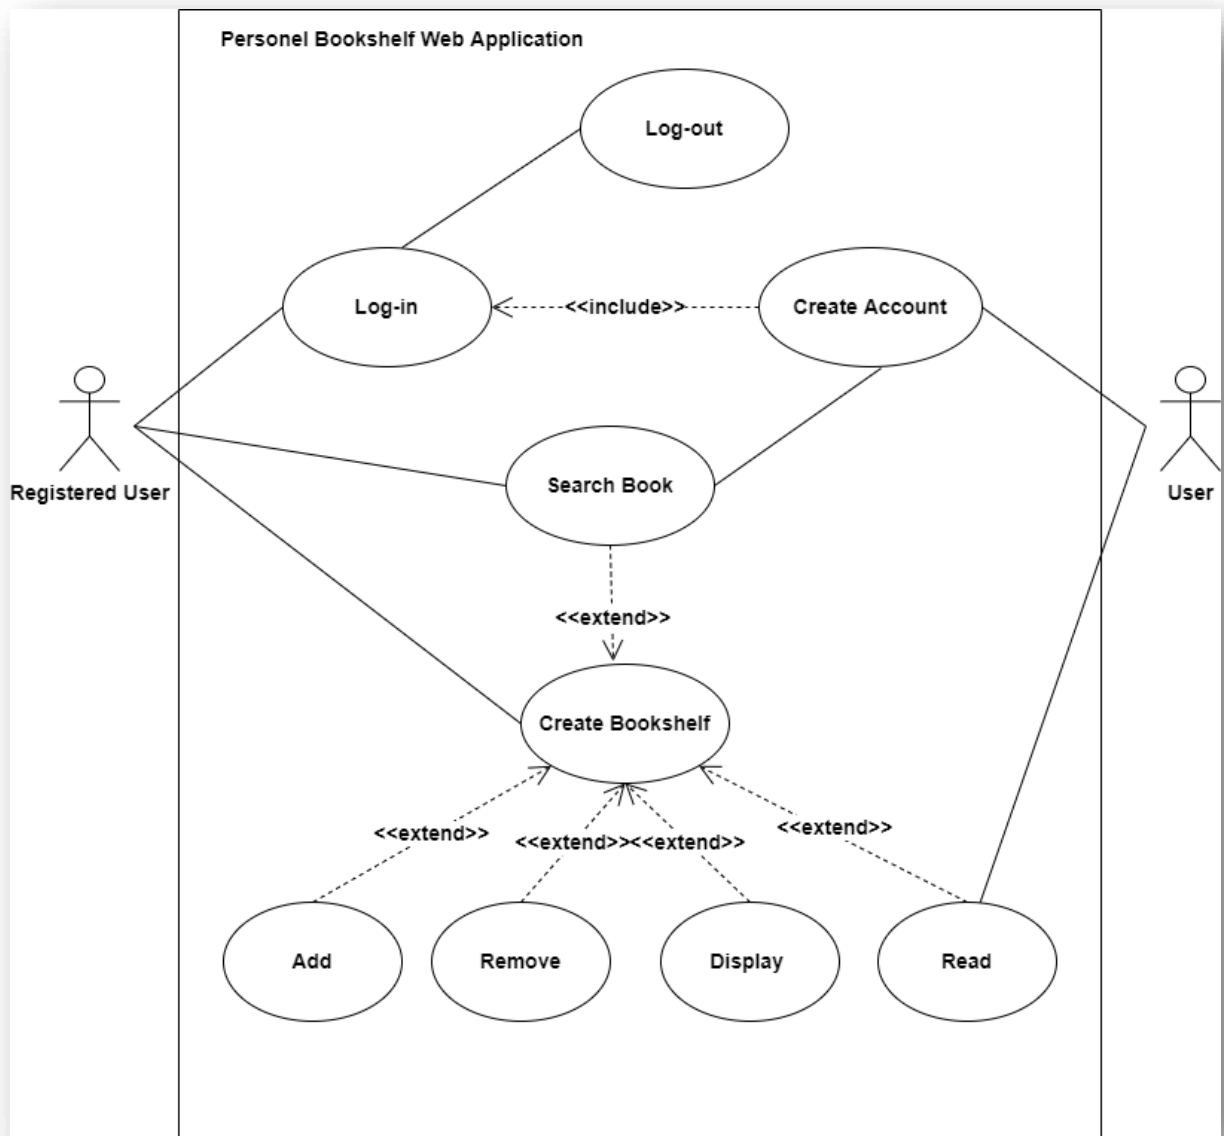 Personel Bookshelf Web Application
Log-out
Log-in
<<include>>
Create Account
Registered User
User
Search Book
<<extend>>
Create Bookshelf
<<extend>>
<<extend>>
<<extend>>
<<extend>>
Add
Remove
Display
Read